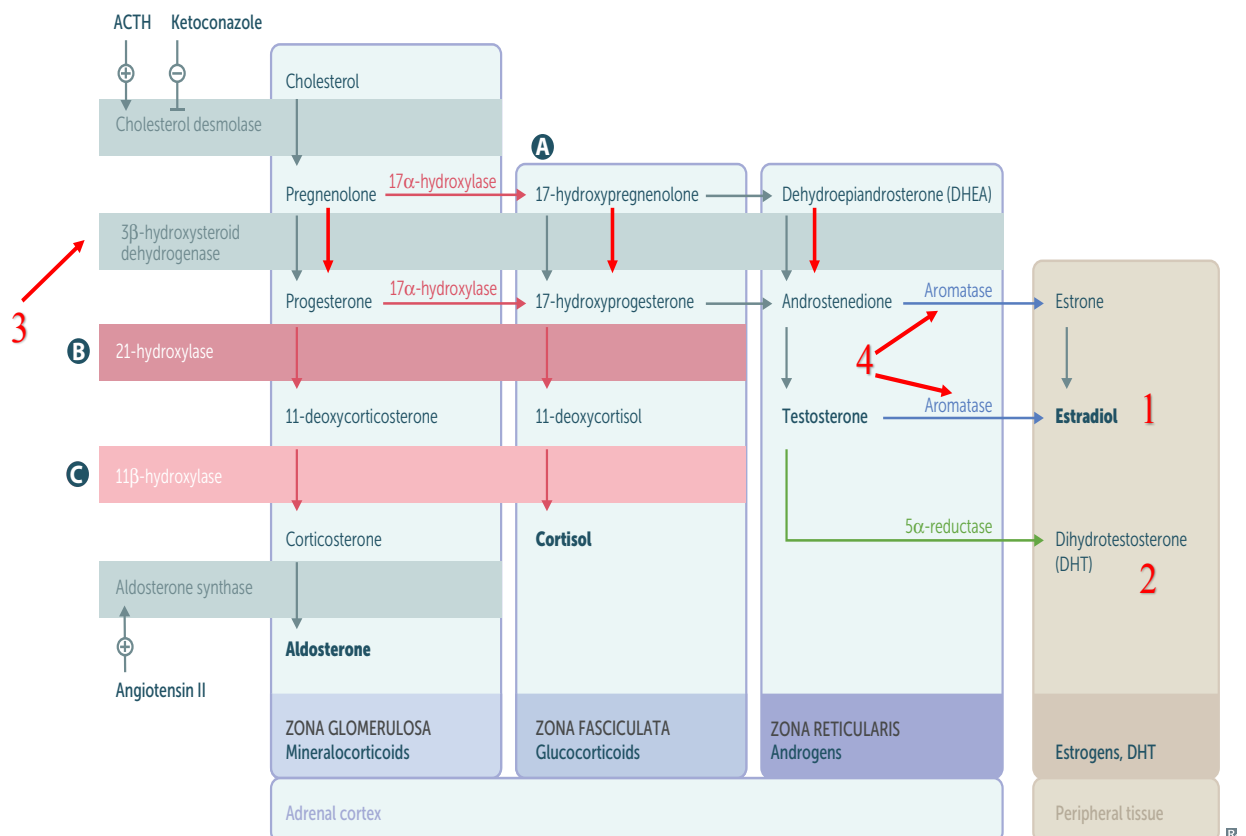 ACTH
Ketoconazole
Cholesterol
Cholesterol desmolase
A
Pregnenolone
17α-hydroxylase
17-hydroxypregnenolone
Dehydroepiandrosterone (DHEA)
3β-hydroxysteroid
dehydrogenase
3
Progesterone
17α-hydroxylase
17-hydroxyprogesterone
Androstenedione
Aromatase
Estrone
B
21-hydroxylase
4
11-deoxycorticosterone
11-deoxycortisol
Testosterone
Aromatase
Estradiol
1
C
11β-hydroxylase
Corticosterone
Cortisol
5α-reductase
Dihydrotestosterone
(DHT)
2
Aldosterone synthase
Aldosterone
Angiotensin II
ZONA GLOMERULOSA
Mineralocorticoids
ZONA FASCICULATA
Glucocorticoids
ZONA RETICULARIS
Androgens
Estrogens, DHT
Adrenal cortex
Peripheral tissue